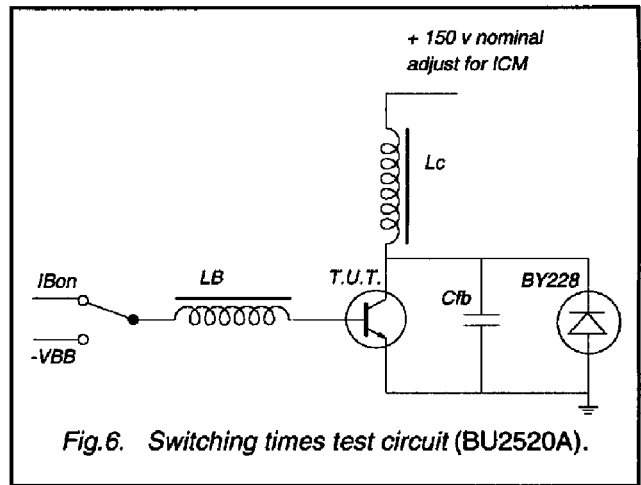 + 150 v nominal
adjust for ICM
Lc
IBon
LB
T.U.T.
Cfb
BY228
-VBB
Fig.6. Switching times test circuit (BU2520A).